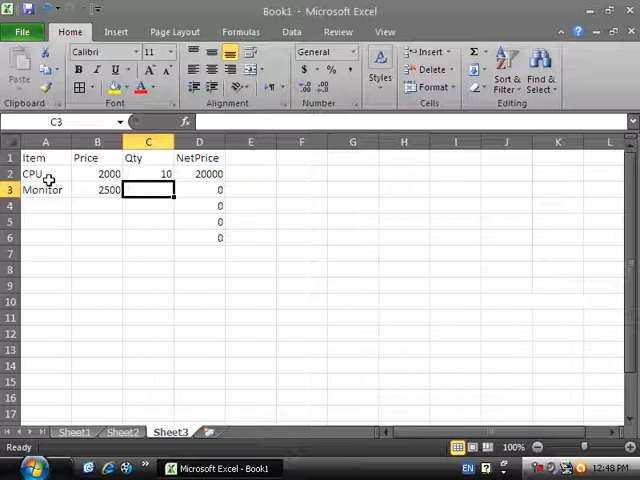 Book1 - Microsoft Excel
File Home Insert Page Layout Formulas Data Review View
Calibri 11 General Insert Σ
Paste B I U A A $ % , Styles Delete Sort & Filter Find & Select
Format
Clipboard Font Alignment Number Cells Editing
C3 fx
A B C D E F G H I J K L
1 Item Price Qty NetPrice
2 CPU 2000 10 20000
3 Monitor 2500 0
4 0
5 0
6 0
7
8
9
10
11
12
13
14
15
16
17
Sheet1 Sheet2 Sheet3
Ready 100%
Microsoft Excel - Book1 EN 12:48 PM